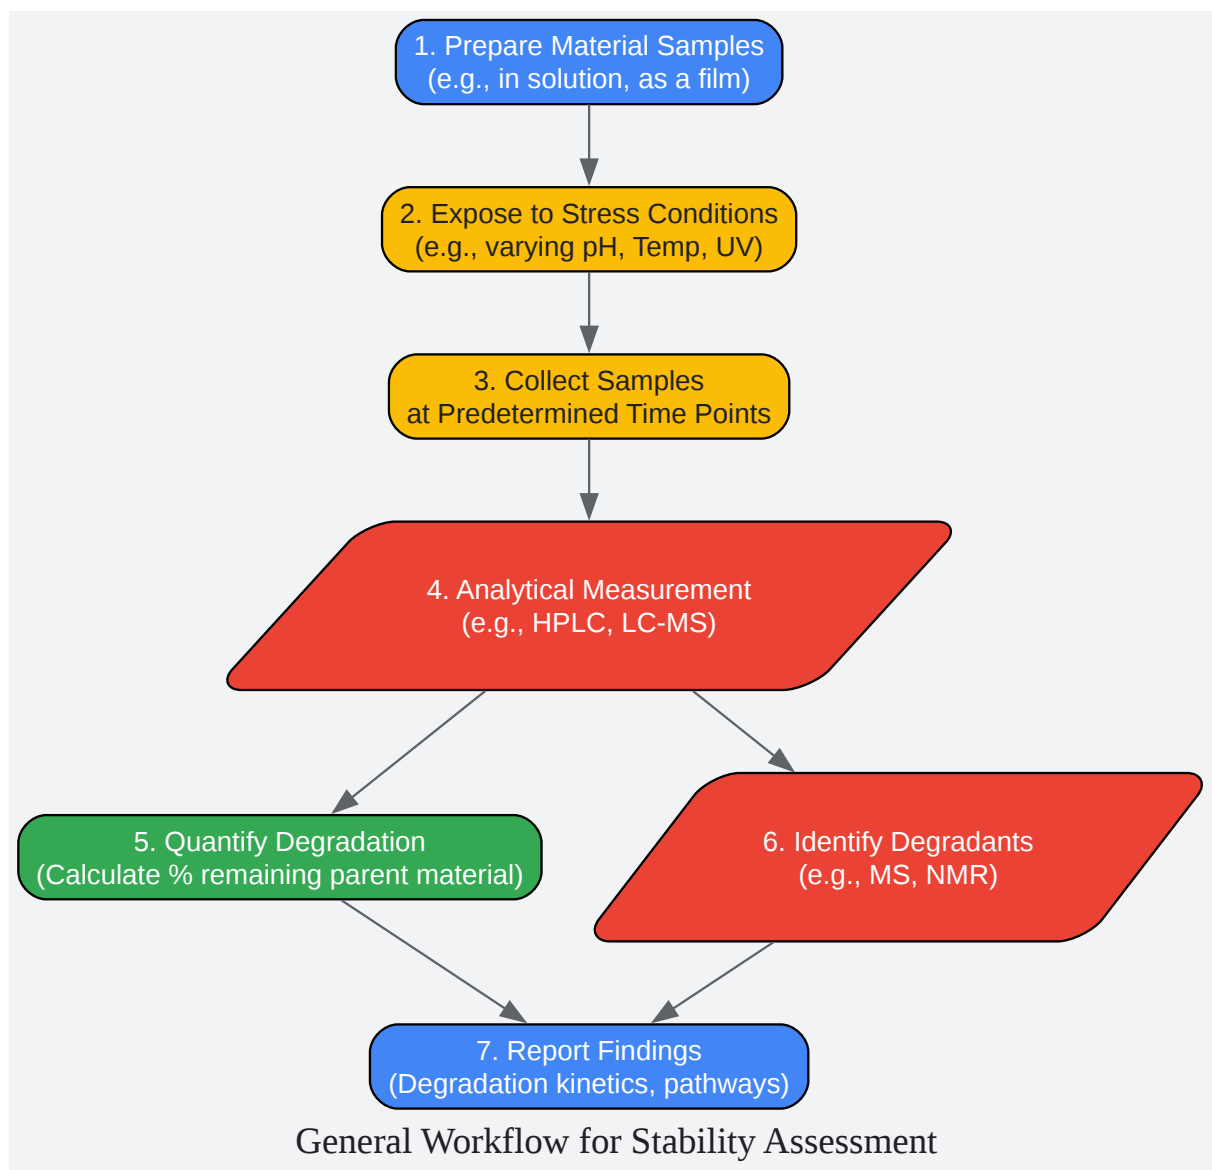 1. Prepare Material Samples
(e.g., in solution, as a film)
2. Expose to Stress Conditions
(e.g., varying pH, Temp, UV)
3. Collect Samples
at Predetermined Time Points
4. Analytical Measurement
(e.g., HPLC, LC-MS)
5. Quantify Degradation
(Calculate % remaining parent material)
6. Identify Degradants
(e.g., MS, NMR)
7. Report Findings
(Degradation kinetics, pathways)
General Workflow for Stability Assessment